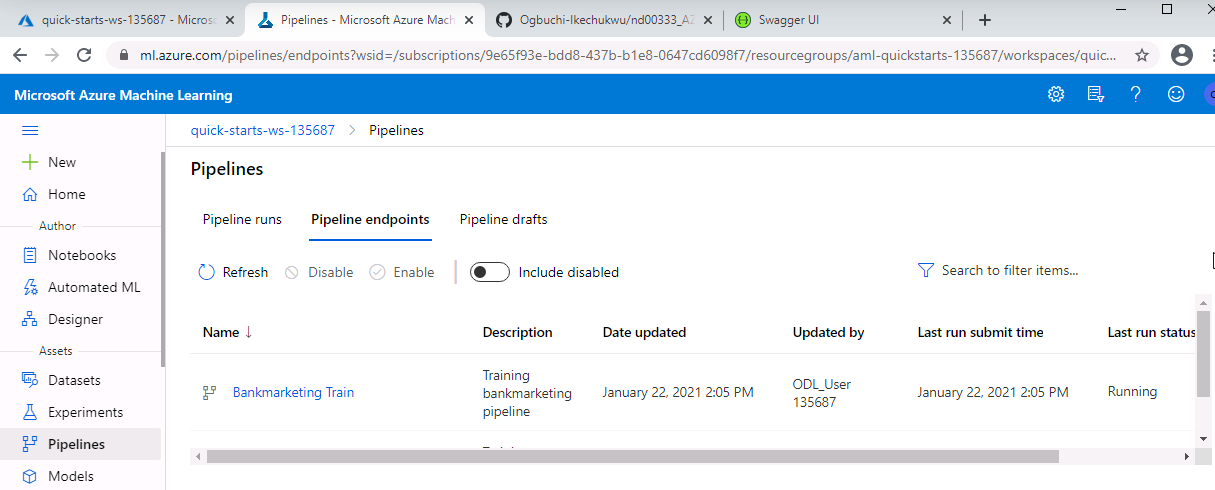 quick-starts-ws-135687 - Microso
Pipelines - Microsoft Azure Mach
Ogbuchi-Ikechukwu/nd00333_AZ
Swagger UI
ml.azure.com/pipelines/endpoints?wsid=/subscriptions/9e65f93e-bdd8-437b-b1e8-0647cd6098f7/resourcegroups/aml-quickstarts-135687/workspaces/quic...
Microsoft Azure Machine Learning
quick-starts-ws-135687 > Pipelines
New
Home
Author
Notebooks
Automated ML
Designer
Assets
Datasets
Experiments
Pipelines
Models
Pipelines
Pipeline runs
Pipeline endpoints
Pipeline drafts
Refresh
Disable
Enable
Include disabled
Search to filter items...
Name ↓
Description
Date updated
Updated by
Last run submit time
Last run status
Bankmarketing Train
Training
bankmarketing
pipeline
January 22, 2021 2:05 PM
ODL_User
135687
January 22, 2021 2:05 PM
Running